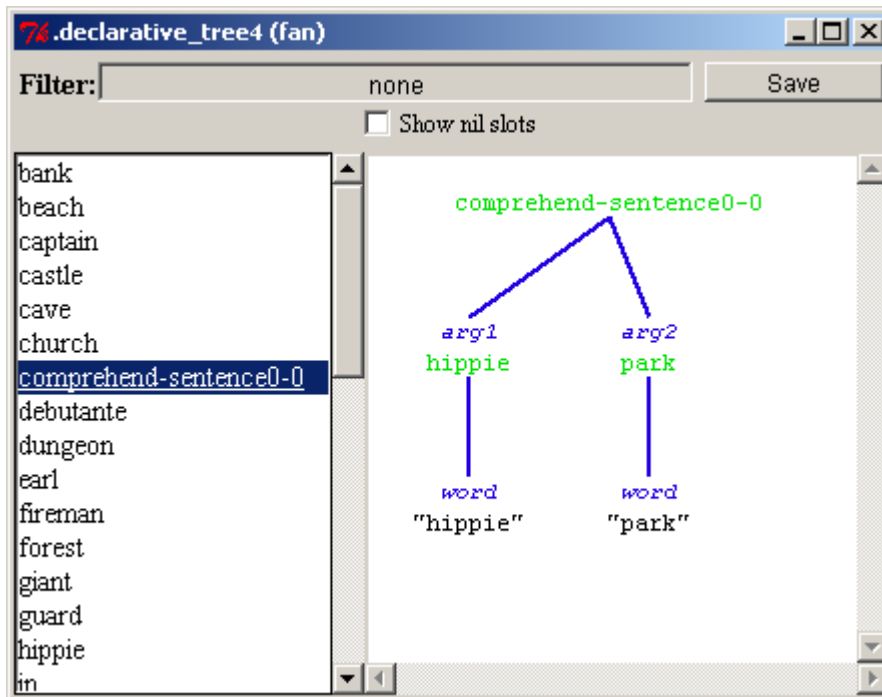 .declarative_tree4 (fan)
Filter: none Save
Show nil slots
bank
beach
captain
castle
cave
church
comprehend-sentence0-0
debutante
dungeon
earl
fireman
forest
giant
guard
hippie
in
comprehend-sentence0-0
arg1 arg2
hippie park
word word
"hippie" "park"